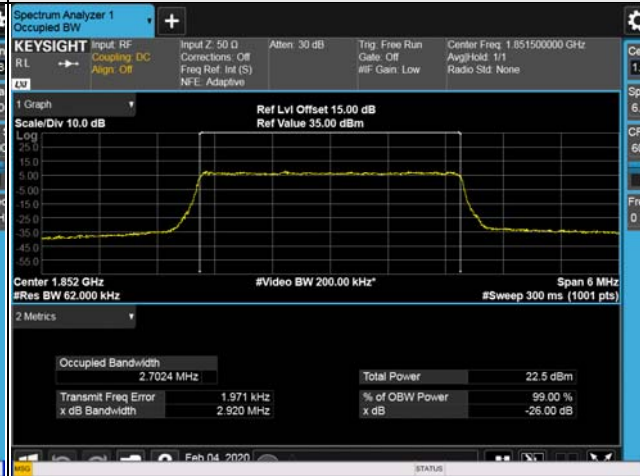 Spectrum Analyzer 1
Occupied BW
KEYSIGHT
RL
LXI
Input: RF
Coupling: DC
Align: Off
Input Z: 50 Ω
Corrections: Off
Freq Ref: Int (S)
NFE: Adaptive
Atten: 30 dB
Trig: Free Run
Gate: Off
#IF Gain: Low
Center Freq: 1.851500000 GHz
Avg|Hold: 1/1
Radio Std: None
1 Graph
Scale/Div 10.0 dB
Ref Lvl Offset 15.00 dB
Ref Value 35.00 dBm
Log
25.0
15.0
5.00
-5.00
-15.0
-25.0
-35.0
-45.0
-55.0
Center 1.852 GHz
#Res BW 62.000 kHz
#Video BW 200.00 kHz*
Span 6 MHz
#Sweep 300 ms (1001 pts)
2 Metrics
Occupied Bandwidth
2.7024 MHz
Transmit Freq Error 1.971 kHz
x dB Bandwidth 2.920 MHz
Total Power 22.5 dBm
% of OBW Power 99.00 %
x dB -26.00 dB
Feb 04, 2020
MSG
STATUS